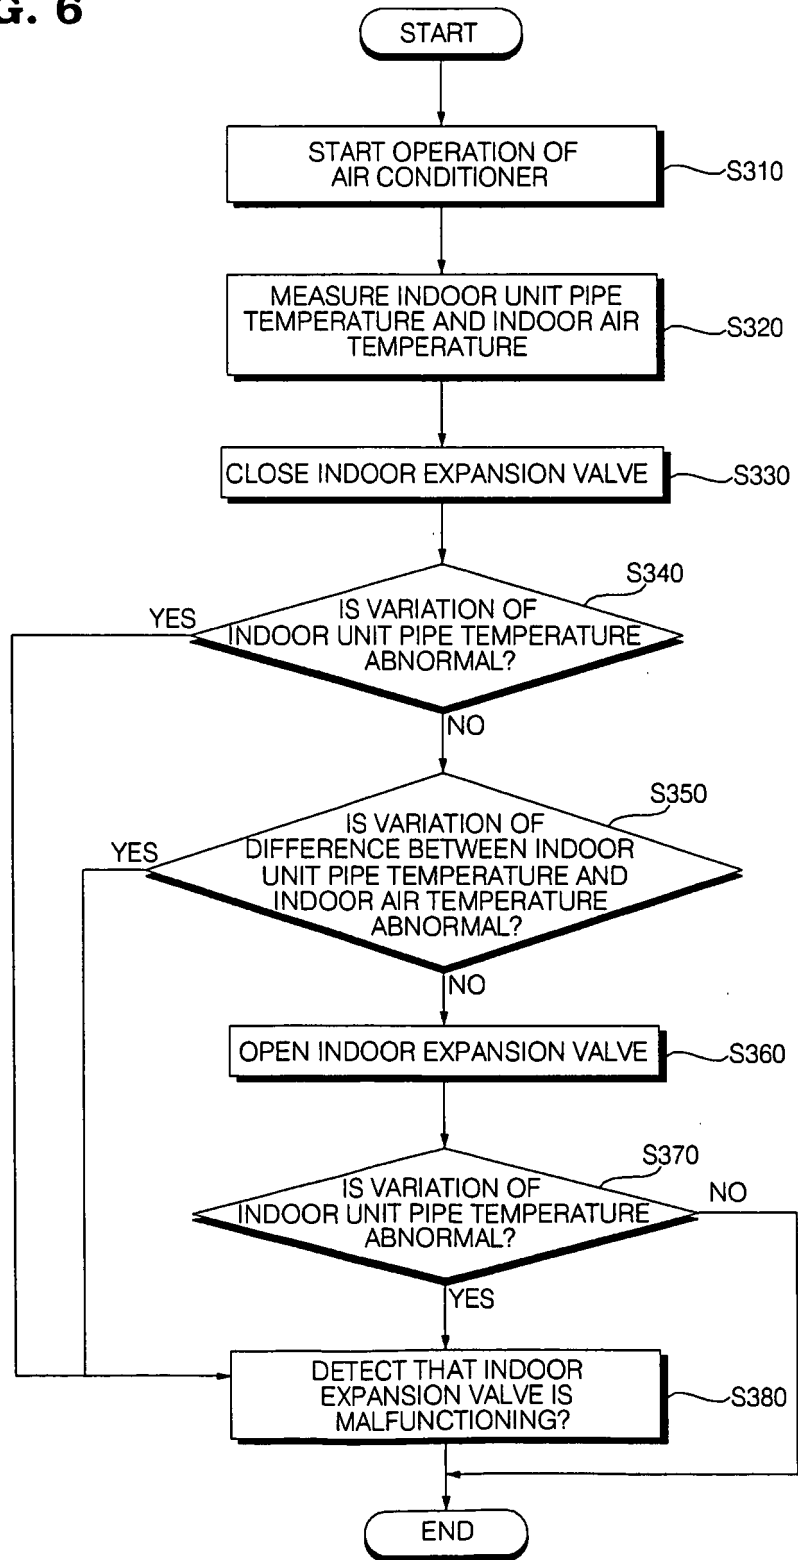 G. 6
START
START OPERATION OF
AIR CONDITIONER
S310
MEASURE INDOOR UNIT PIPE
TEMPERATURE AND INDOOR AIR
TEMPERATURE
S320
CLOSE INDOOR EXPANSION VALVE
S330
S340
YES
IS VARIATION OF
INDOOR UNIT PIPE TEMPERATURE
ABNORMAL?
NO
S350
YES
IS VARIATION OF
DIFFERENCE BETWEEN INDOOR
UNIT PIPE TEMPERATURE AND
INDOOR AIR TEMPERATURE
ABNORMAL?
NO
OPEN INDOOR EXPANSION VALVE
S360
S370
IS VARIATION OF
INDOOR UNIT PIPE TEMPERATURE
ABNORMAL?
NO
YES
DETECT THAT INDOOR
EXPANSION VALVE IS
MALFUNCTIONING?
S380
END